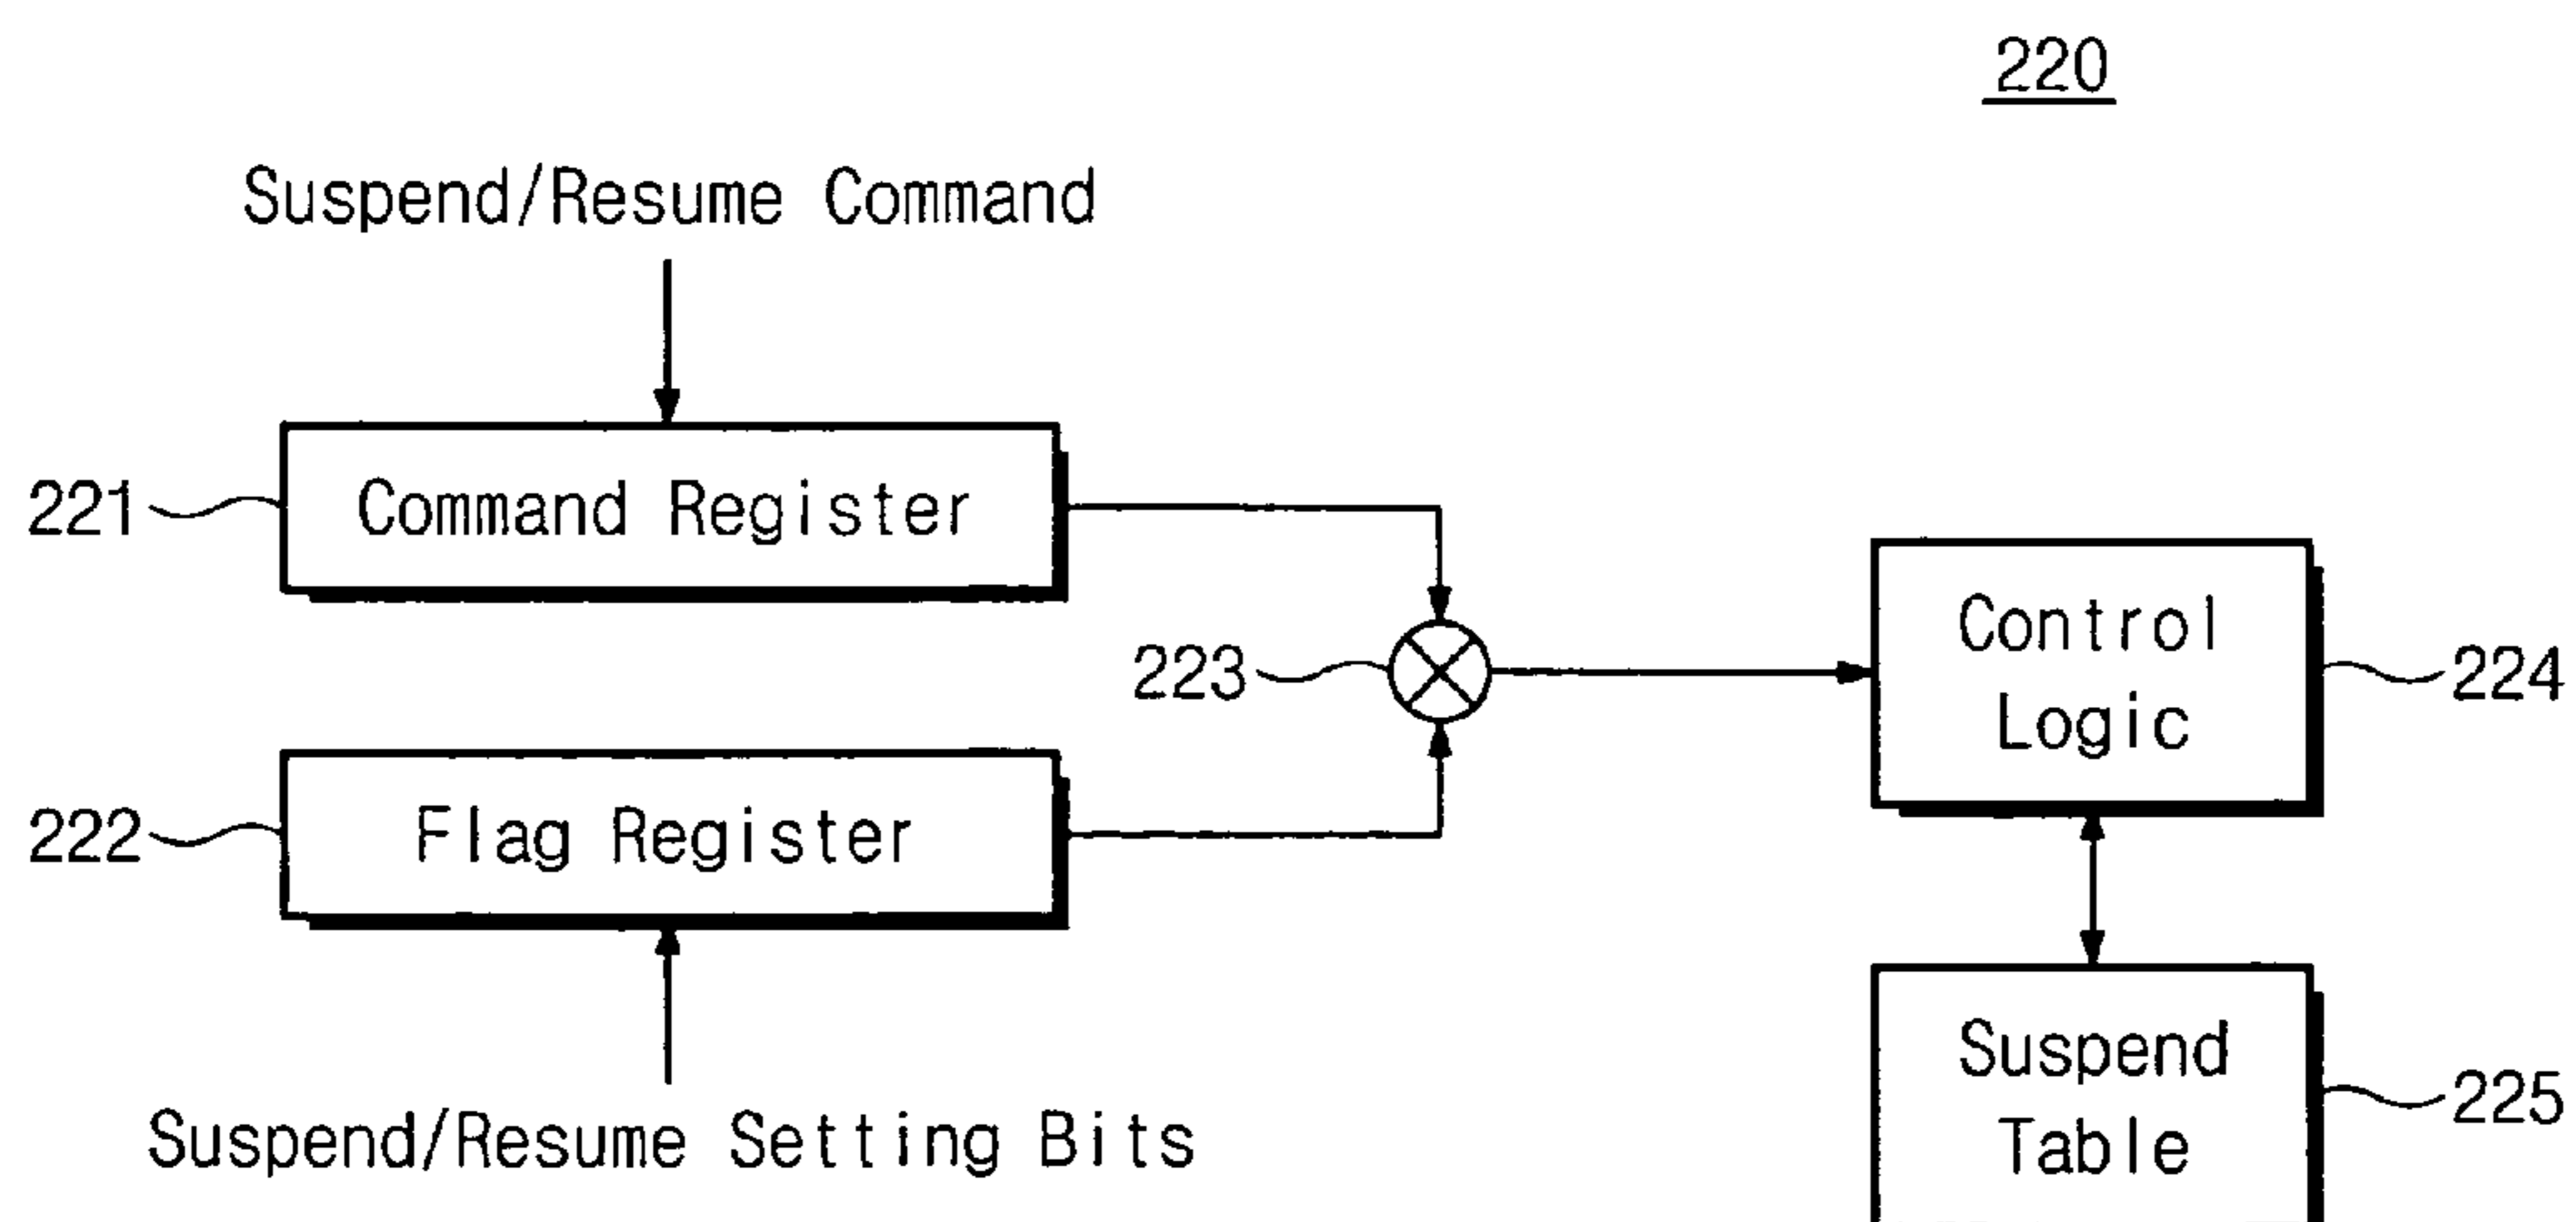 220
Suspend/Resume Command
221
Command Register
223
Control
Logic
224
222
Flag Register
Suspend/Resume Setting Bits
Suspend
Table
225